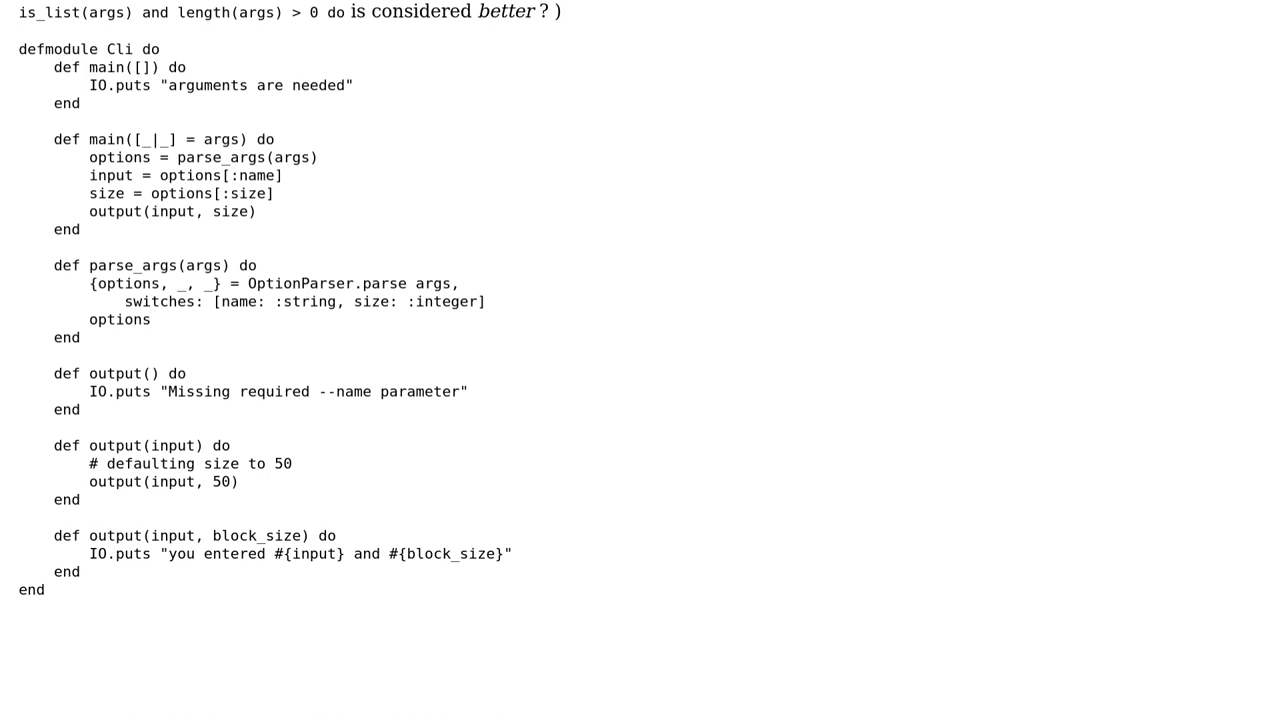 is_list(args) and length(args) > 0 do is considered better ? )
defmodule Cli do
    def main([]) do
        IO.puts "arguments are needed"
    end
    def main([_|_] = args) do
        options = parse_args(args)
        input = options[:name]
        size = options[:size]
        output(input, size)
    end
    def parse_args(args) do
        {options, _, _} = OptionParser.parse args,
            switches: [name: :string, size: :integer]
        options
    end
    def output() do
        IO.puts "Missing required --name parameter"
    end
    def output(input) do
        # defaulting size to 50
        output(input, 50)
    end
    def output(input, block_size) do
        IO.puts "you entered #{input} and #{block_size}"
    end
end